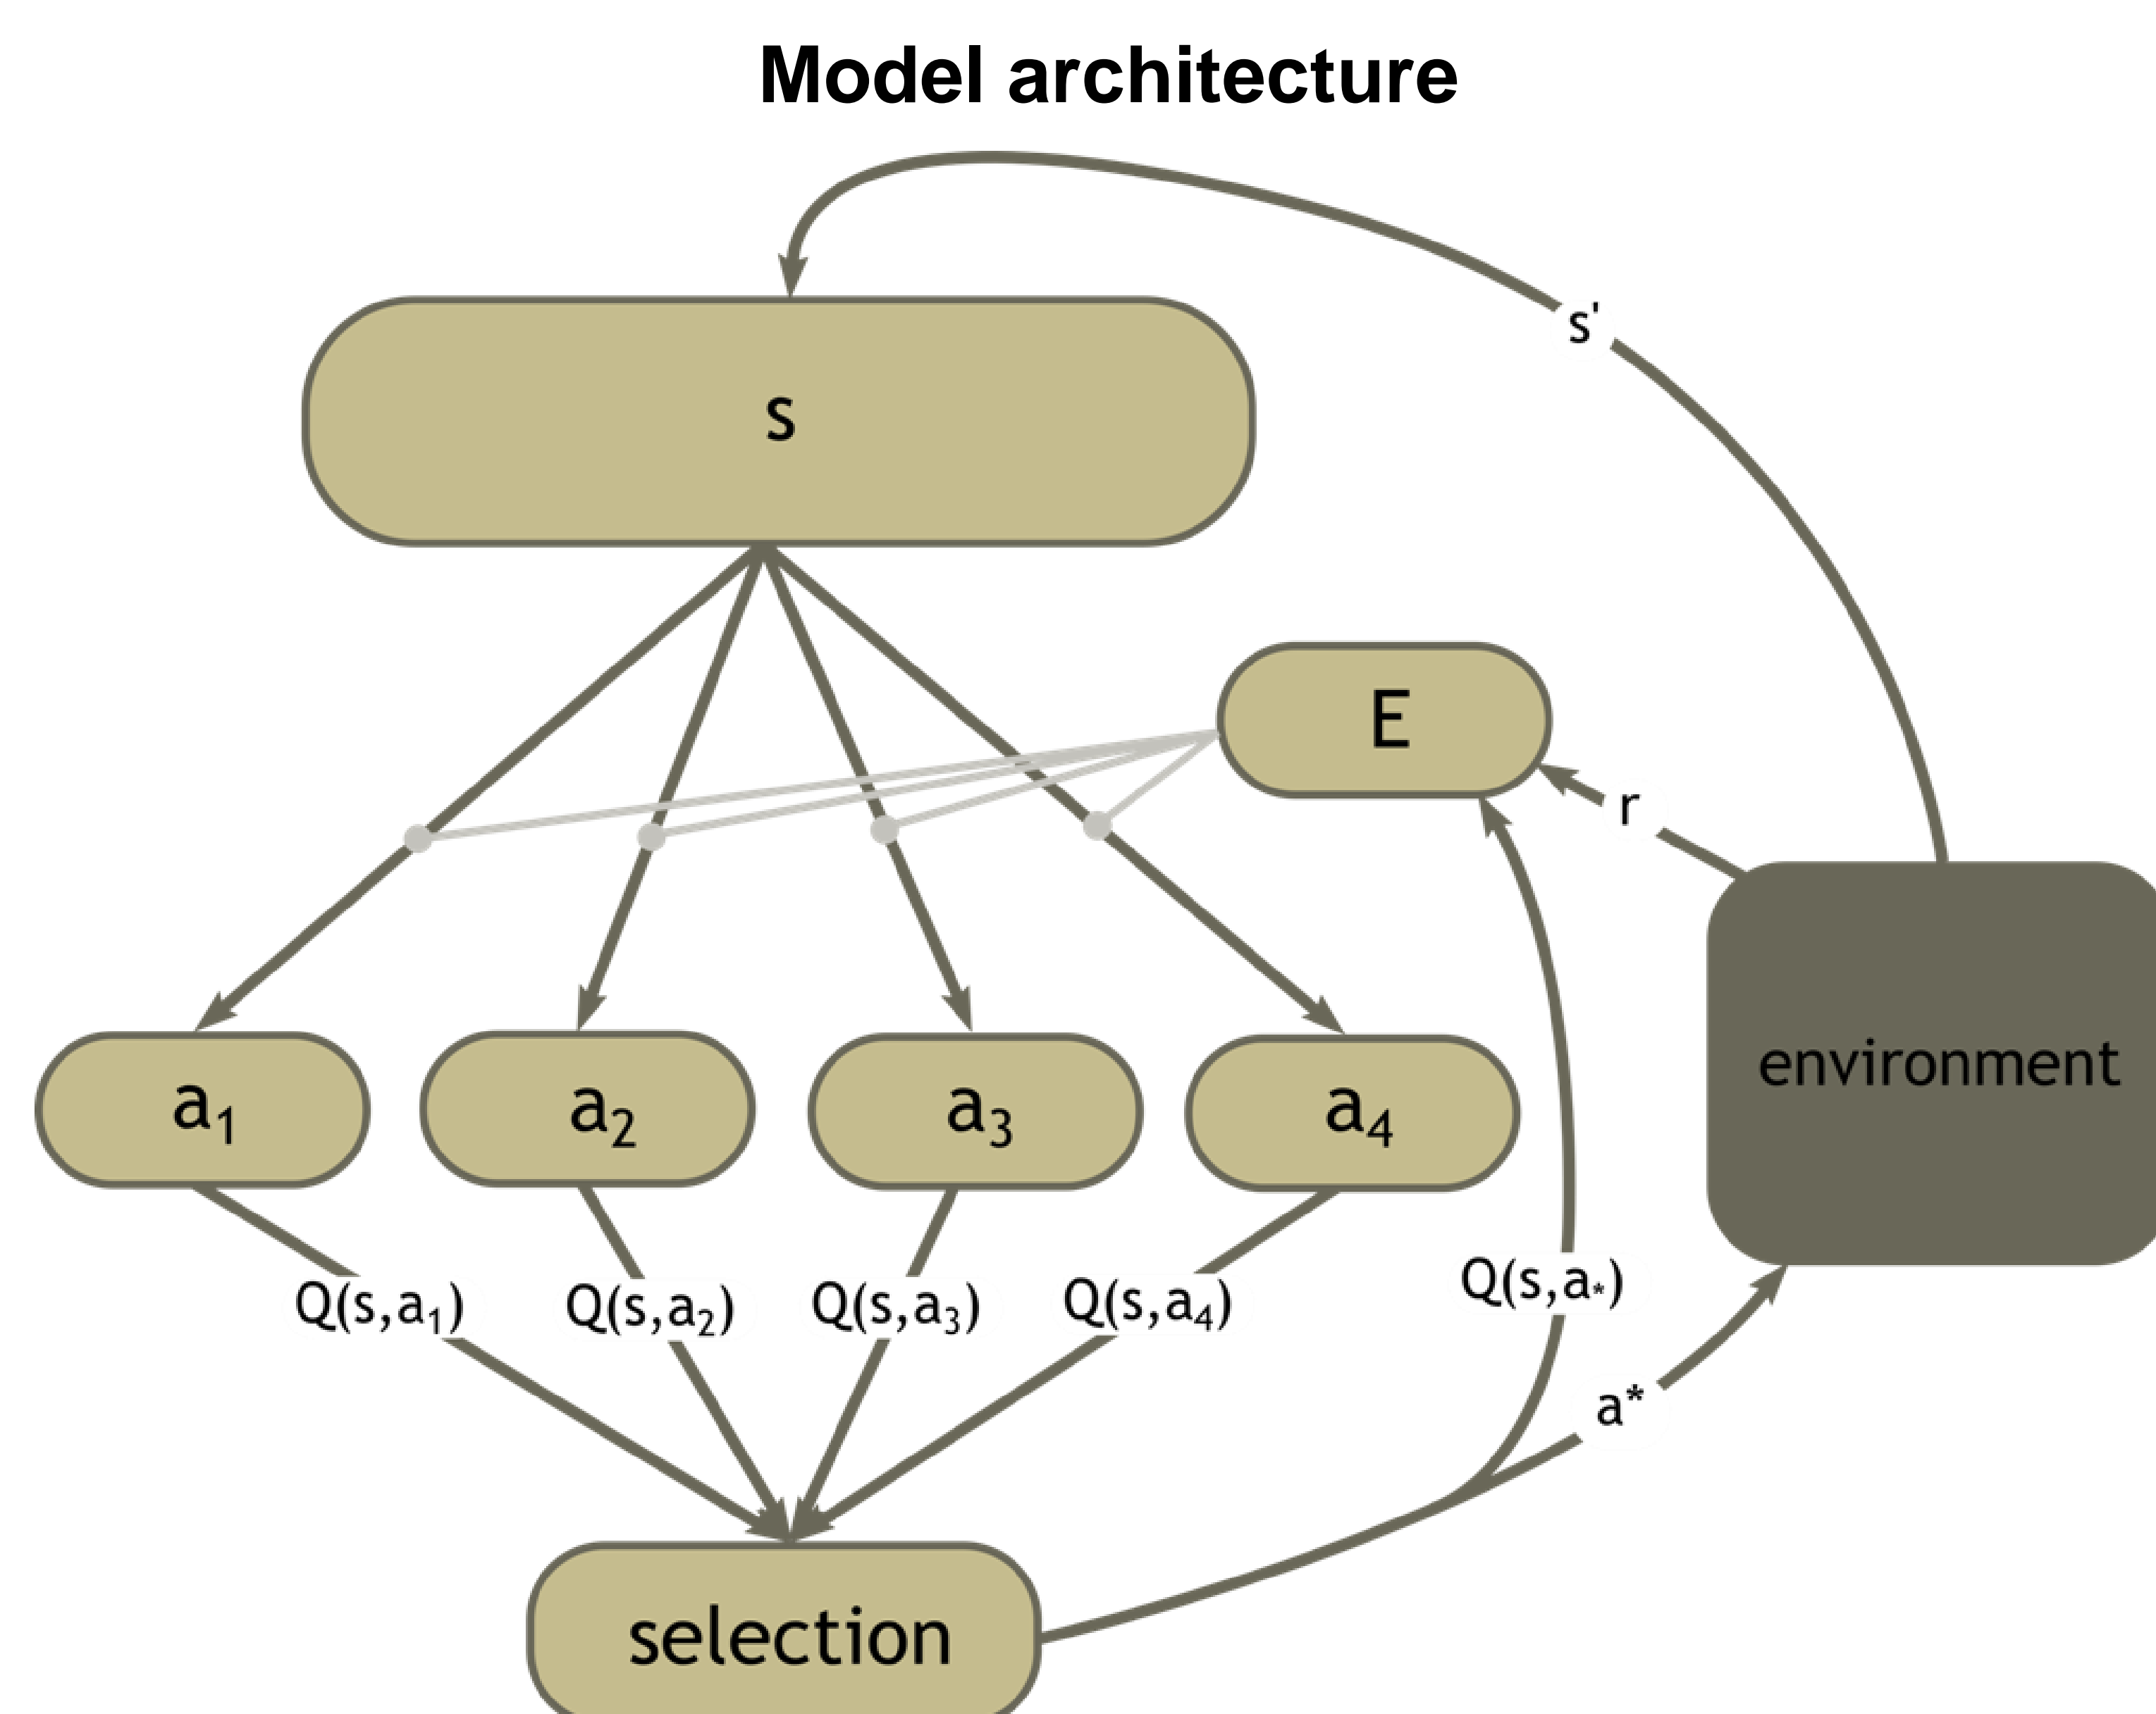 Model architecture
s'
s
E
r
environment
a₁
a₂
a₃
a₄
Q(s,a₁)
Q(s,a₂)
Q(s,a₃)
Q(s,a₄)
Q(s,a*)
a*
selection